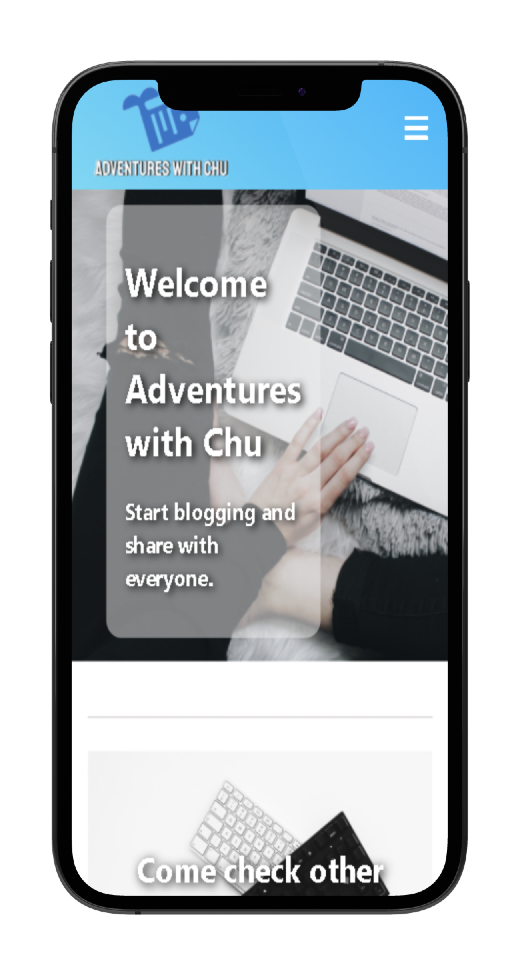 ADVENTURES WITH CHU
Welcome
to
Adventures
with Chu
Start blogging and
share with
everyone.
Come check other